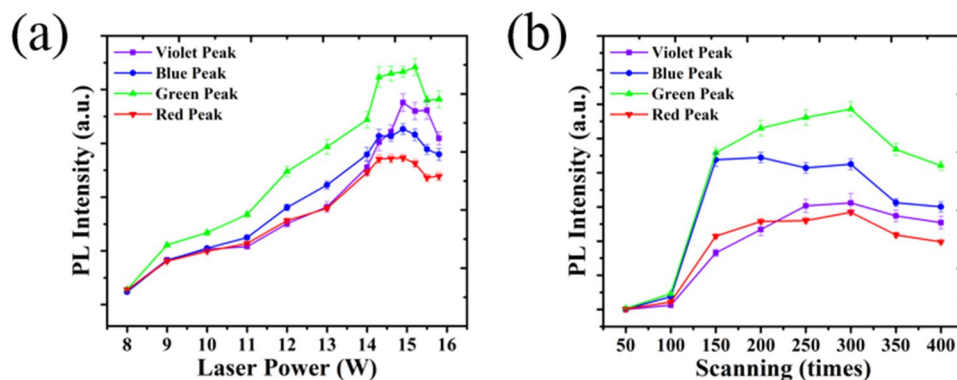 (a)
Violet Peak
Blue Peak
Green Peak
Red Peak
PL Intensity (a.u.)
8 9 10 11 12 13 14 15 16
Laser Power (W)
(b)
Violet Peak
Blue Peak
Green Peak
Red Peak
PL Intensity (a.u.)
50 100 150 200 250 300 350 400
Scanning (times)